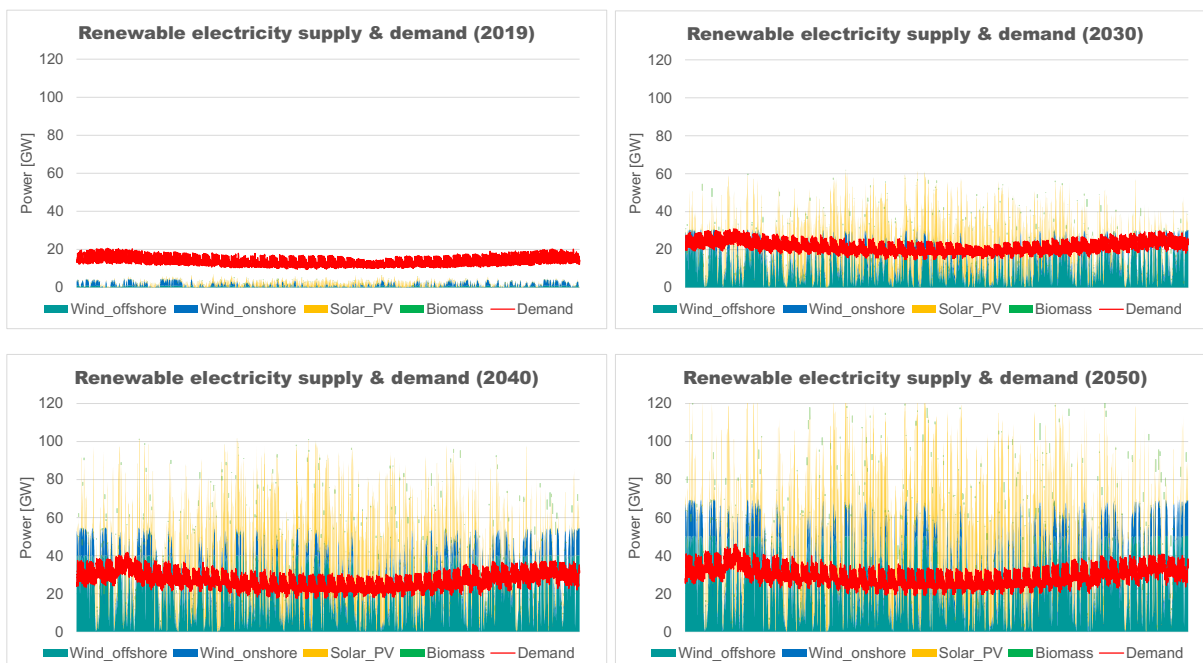 Renewable electricity supply & demand (2019)
120
100
80
60
40
20
0
Power [GW]
Wind_offshore Wind_onshore Solar_PV Biomass Demand
Renewable electricity supply & demand (2030)
120
100
80
60
40
20
0
Power [GW]
Wind_offshore Wind_onshore Solar_PV Biomass Demand
Renewable electricity supply & demand (2040)
120
100
80
60
40
20
0
Power [GW]
Wind_offshore Wind_onshore Solar_PV Biomass Demand
Renewable electricity supply & demand (2050)
120
100
80
60
40
20
0
Power [GW]
Wind_offshore Wind_onshore Solar_PV Biomass Demand